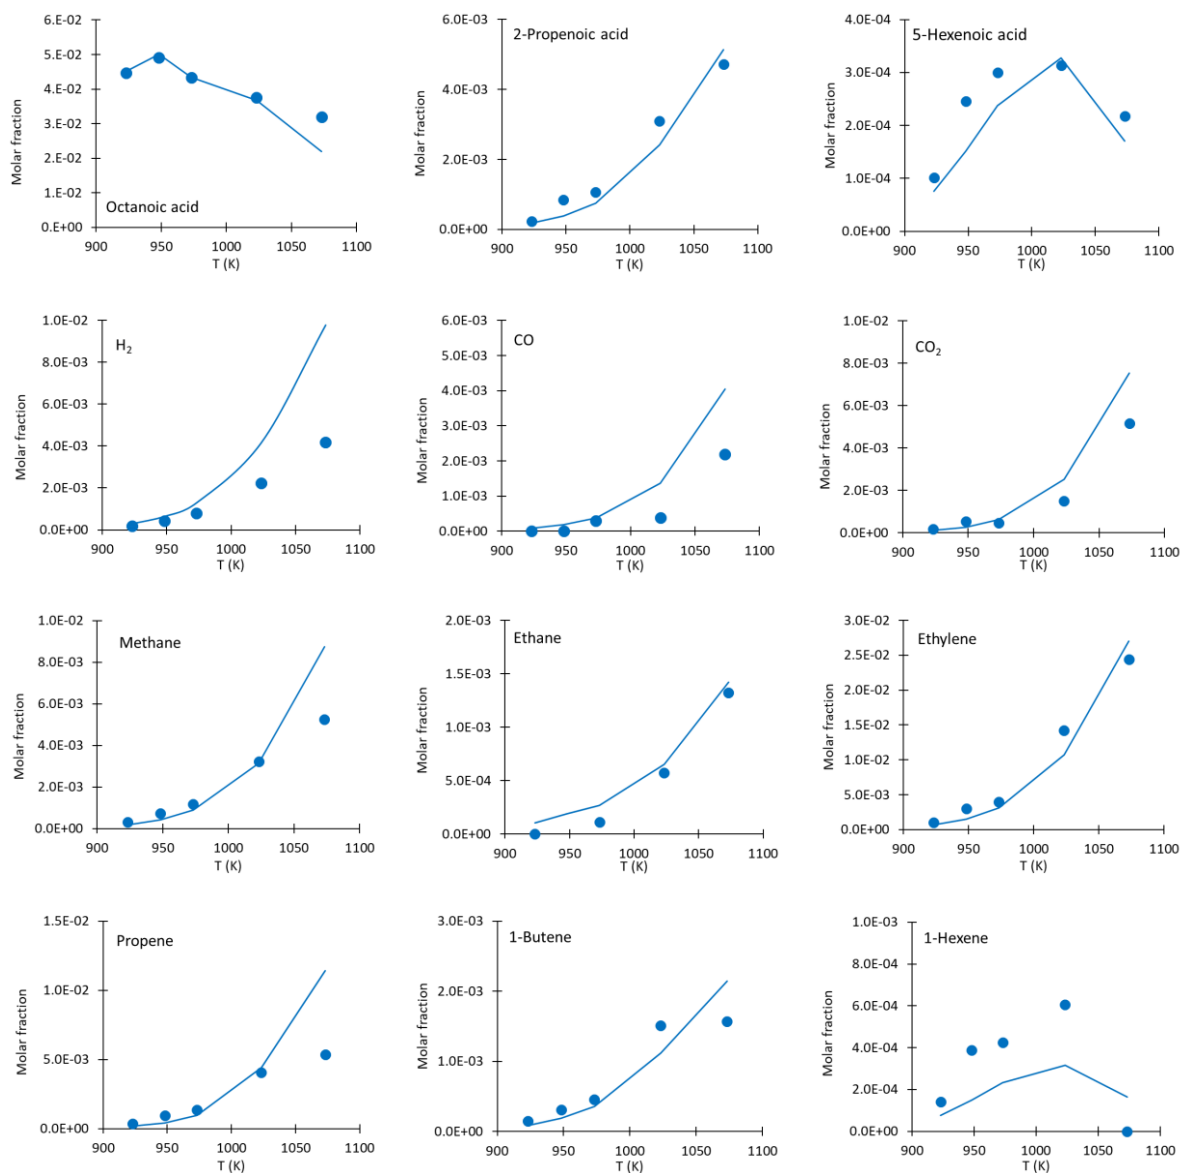 6.E-02
5.E-02
4.E-02
3.E-02
2.E-02
1.E-02
0.E+00
Molar fraction
Octanoic acid
900 950 1000 1050 1100
T (K)
6.0E-03
4.0E-03
2.0E-03
0.0E+00
Molar fraction
2-Propenoic acid
900 950 1000 1050 1100
T (K)
4.0E-04
3.0E-04
2.0E-04
1.0E-04
0.0E+00
Molar fraction
5-Hexenoic acid
900 950 1000 1050 1100
T (K)
1.0E-02
8.0E-03
6.0E-03
4.0E-03
2.0E-03
0.0E+00
Molar fraction
H₂
900 950 1000 1050 1100
T (K)
6.0E-03
5.0E-03
4.0E-03
3.0E-03
2.0E-03
1.0E-03
0.0E+00
Molar fraction
CO
900 950 1000 1050 1100
T (K)
1.0E-02
8.0E-03
6.0E-03
4.0E-03
2.0E-03
0.0E+00
Molar fraction
CO₂
900 950 1000 1050 1100
T (K)
1.0E-02
8.0E-03
6.0E-03
4.0E-03
2.0E-03
0.0E+00
Molar fraction
Methane
900 950 1000 1050 1100
T (K)
2.0E-03
1.5E-03
1.0E-03
5.0E-04
0.0E+00
Molar fraction
Ethane
900 950 1000 1050 1100
T (K)
3.0E-02
2.5E-02
2.0E-02
1.5E-02
1.0E-02
5.0E-03
0.0E+00
Molar fraction
Ethylene
900 950 1000 1050 1100
T (K)
1.5E-02
1.0E-02
5.0E-03
0.0E+00
Molar fraction
Propene
900 950 1000 1050 1100
T (K)
3.0E-03
2.0E-03
1.0E-03
0.0E+00
Molar fraction
1-Butene
900 950 1000 1050 1100
T (K)
1.0E-03
8.0E-04
6.0E-04
4.0E-04
2.0E-04
0.0E+00
Molar fraction
1-Hexene
900 950 1000 1050 1100
T (K)